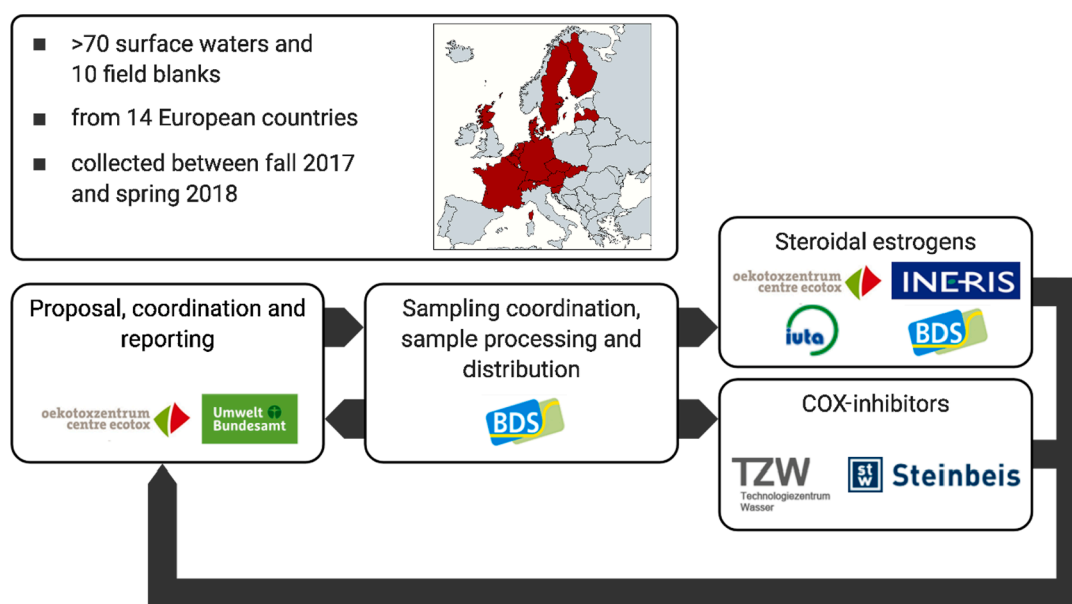 >70 surface waters and
10 field blanks
from 14 European countries
collected between fall 2017
and spring 2018
Steroidal estrogens
oekotoxzentrum
centre ecotox
INERIS
iuta
BDS
Proposal, coordination and
reporting
oekotoxzentrum
centre ecotox
Umwelt
Bundesamt
Sampling coordination,
sample processing and
distribution
BDS
COX-inhibitors
TZW
Technologiezentrum
Wasser
st
w
Steinbeis